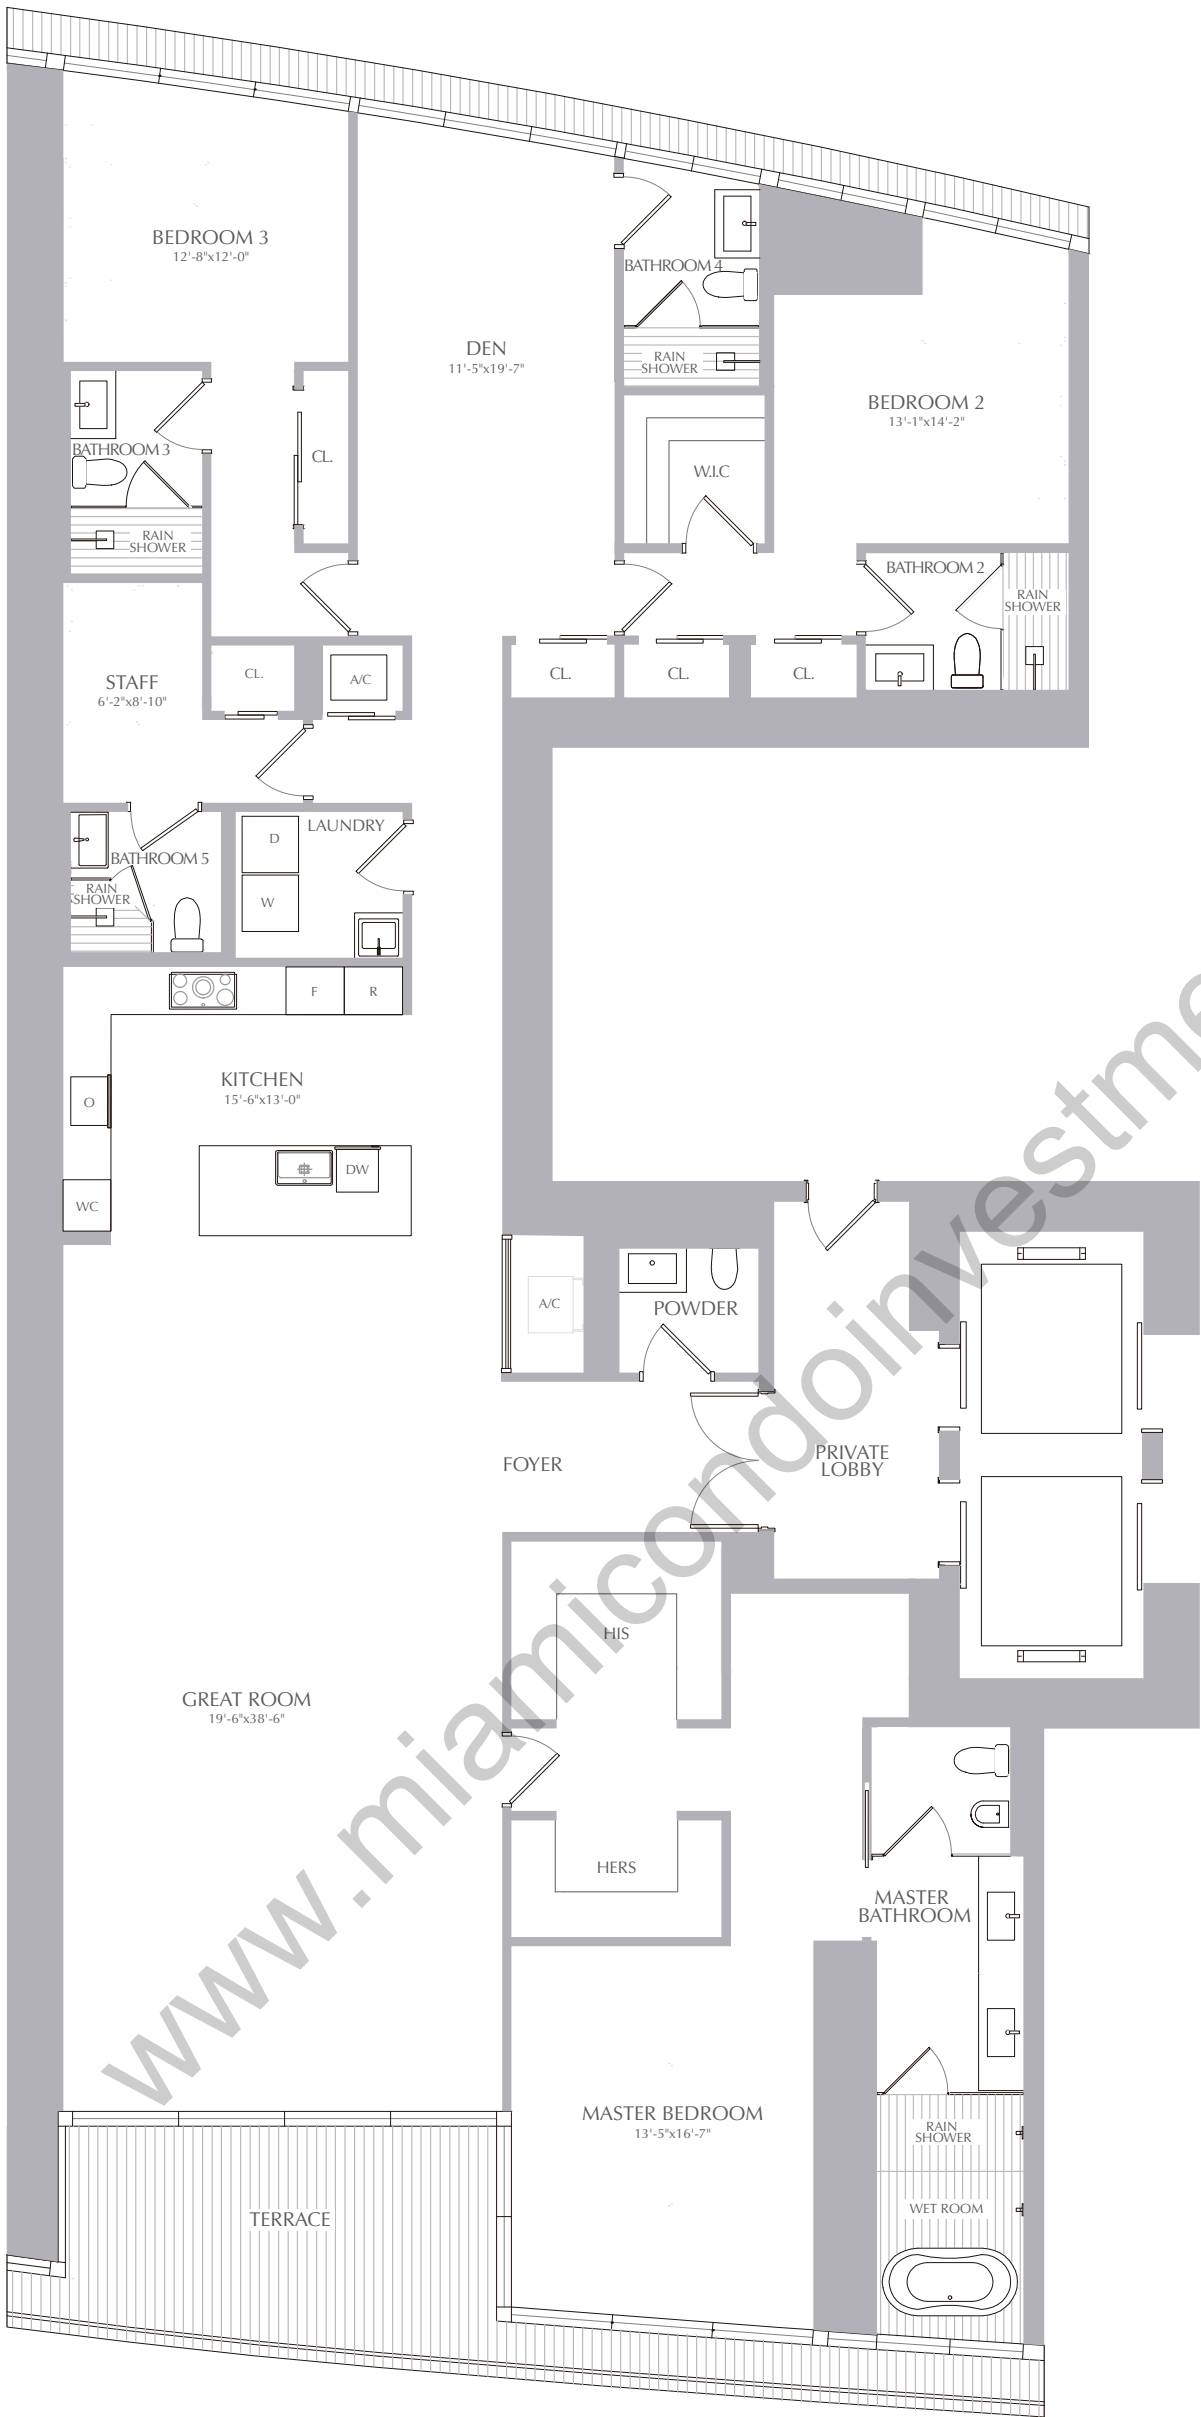 BEDROOM 3
12'-8"x12'-0"
BATHROOM 4
RAIN
SHOWER
DEN
11'-5"x19'-7"
BEDROOM 2
13'-1"x14'-2"
BATHROOM 3
RAIN
SHOWER
CL.
W.I.C
BATHROOM 2
RAIN
SHOWER
STAFF
6'-2"x8'-10"
CL.
A/C
CL.
CL.
CL.
LAUNDRY
D
W
BATHROOM 5
RAIN
SHOWER
F
R
KITCHEN
15'-6"x13'-0"
O
DW
WC
A/C
POWDER
FOYER
PRIVATE
LOBBY
HIS
GREAT ROOM
19'-6"x38'-6"
HERS
MASTER
BATHROOM
MASTER BEDROOM
13'-5"x16'-7"
RAIN
SHOWER
WET ROOM
TERRACE
www.miamicondoinvestme